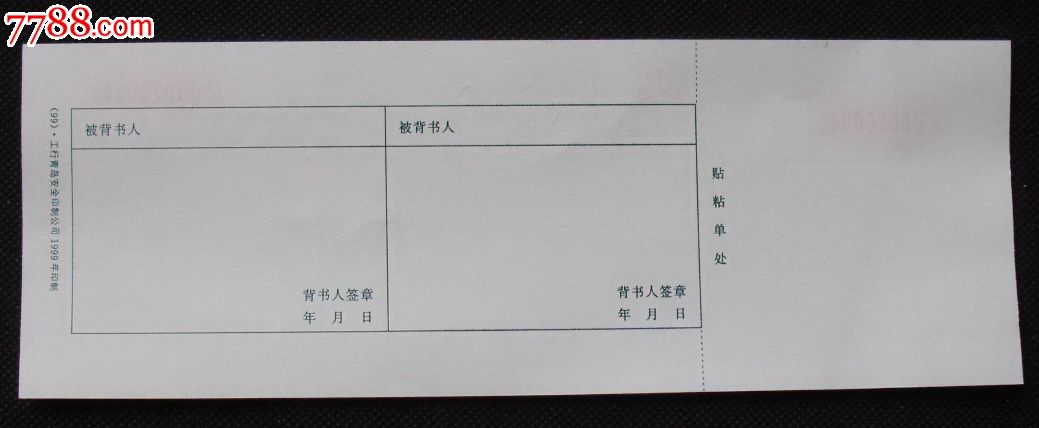 7788.com
被背书人
被背书人
背书人签章
年 月 日
背书人签章
年 月 日
贴粘单处
(99)·工行青岛安全印制公司1999年印制